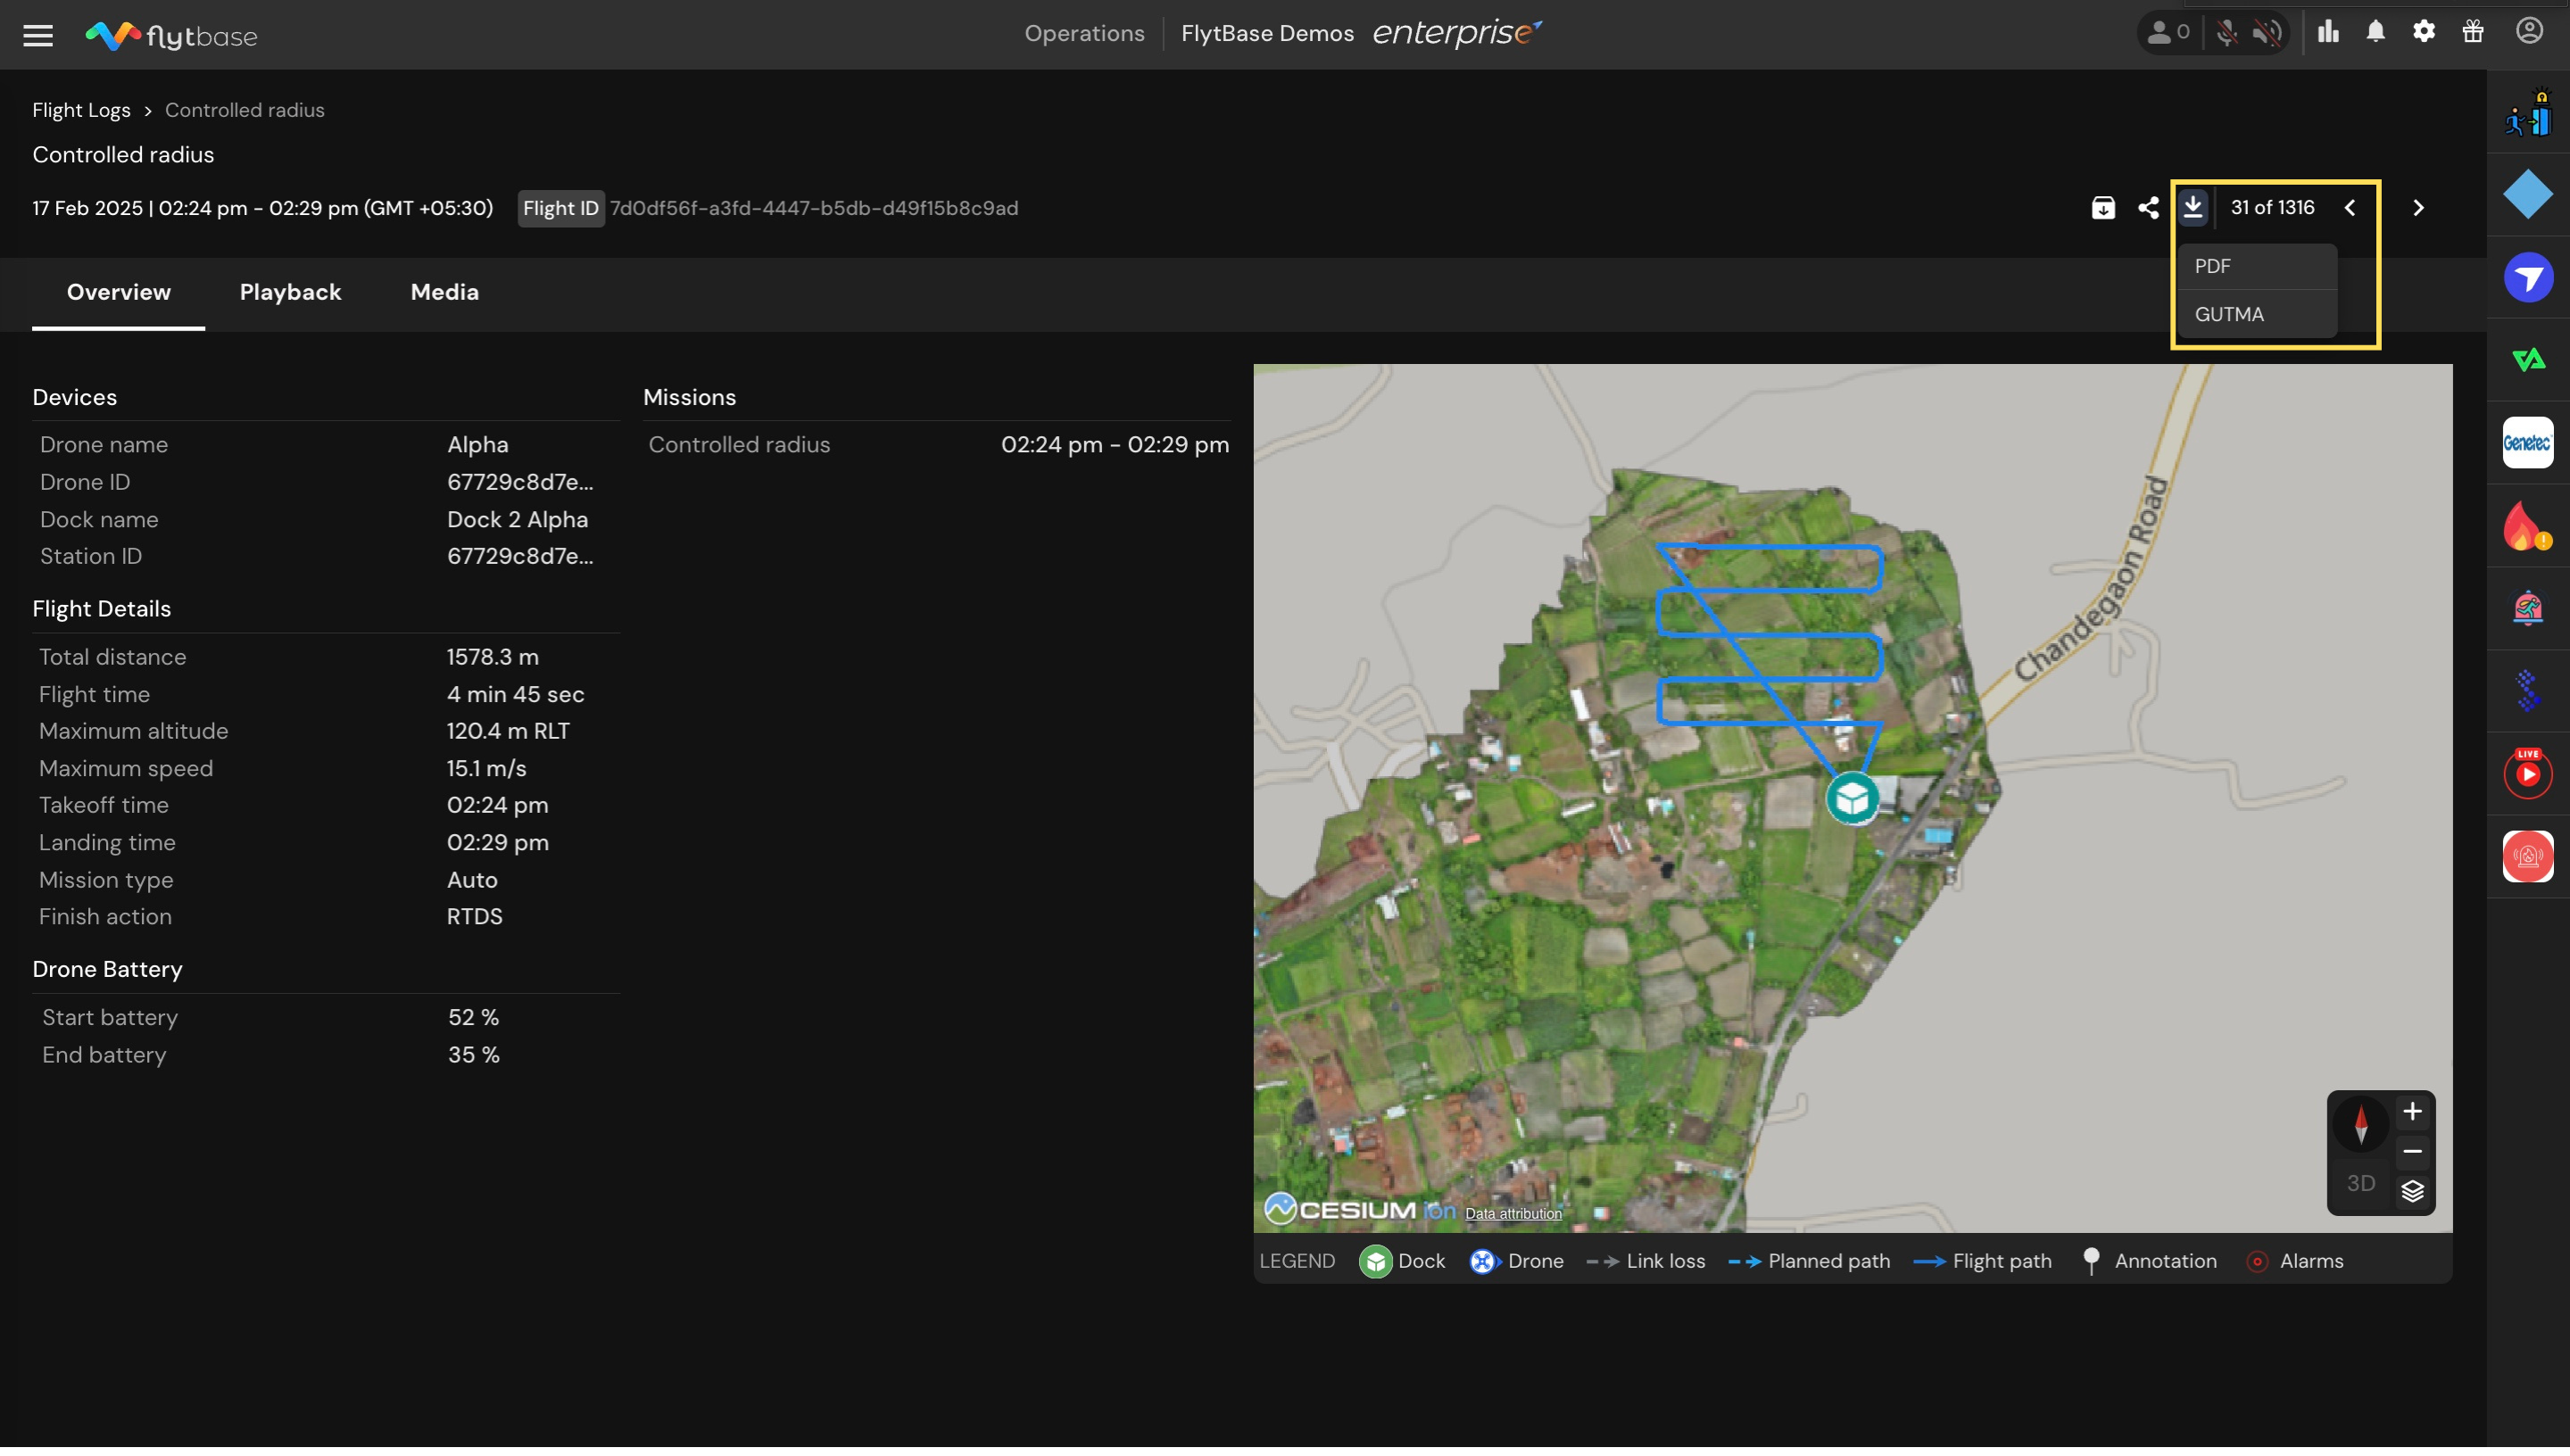 flytbase
Operations
FlytBase Demos enterprise
0
Flight Logs > Controlled radius
Controlled radius
17 Feb 2025 | 02:24 pm - 02:29 pm (GMT +05:30) Flight ID 7d0df56f-a3fd-4447-b5db-d49f15b8c9ad
31 of 1316
PDF
GUTMA
Overview Playback Media
Devices
Drone name Alpha
Drone ID 67729c8d7e...
Dock name Dock 2 Alpha
Station ID 67729c8d7e...
Flight Details
Total distance 1578.3 m
Flight time 4 min 45 sec
Maximum altitude 120.4 m RLT
Maximum speed 15.1 m/s
Takeoff time 02:24 pm
Landing time 02:29 pm
Mission type Auto
Finish action RTDS
Drone Battery
Start battery 52 %
End battery 35 %
Missions
Controlled radius 02:24 pm - 02:29 pm
Chandegaon Road
3D
CESIUM ion Data attribution
LEGEND Dock Drone Link loss Planned path Flight path Annotation Alarms
Genetec
LIVE